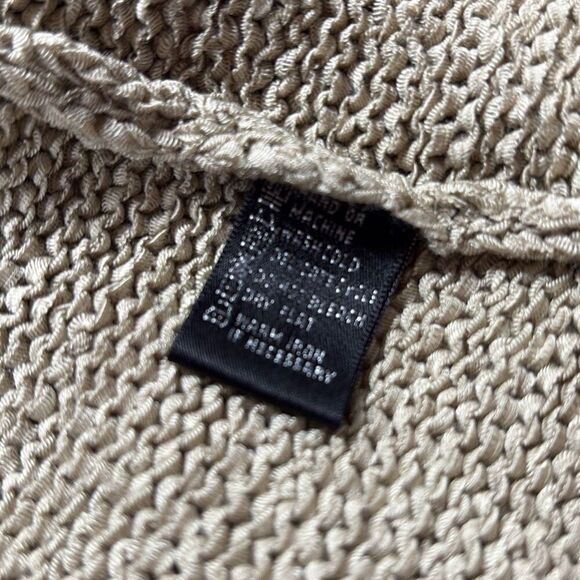 HAND OR
MACHINE
WASH COLD
DO NOT BLEACH
DRY FLAT
WARM IRON
IF NECESSARY